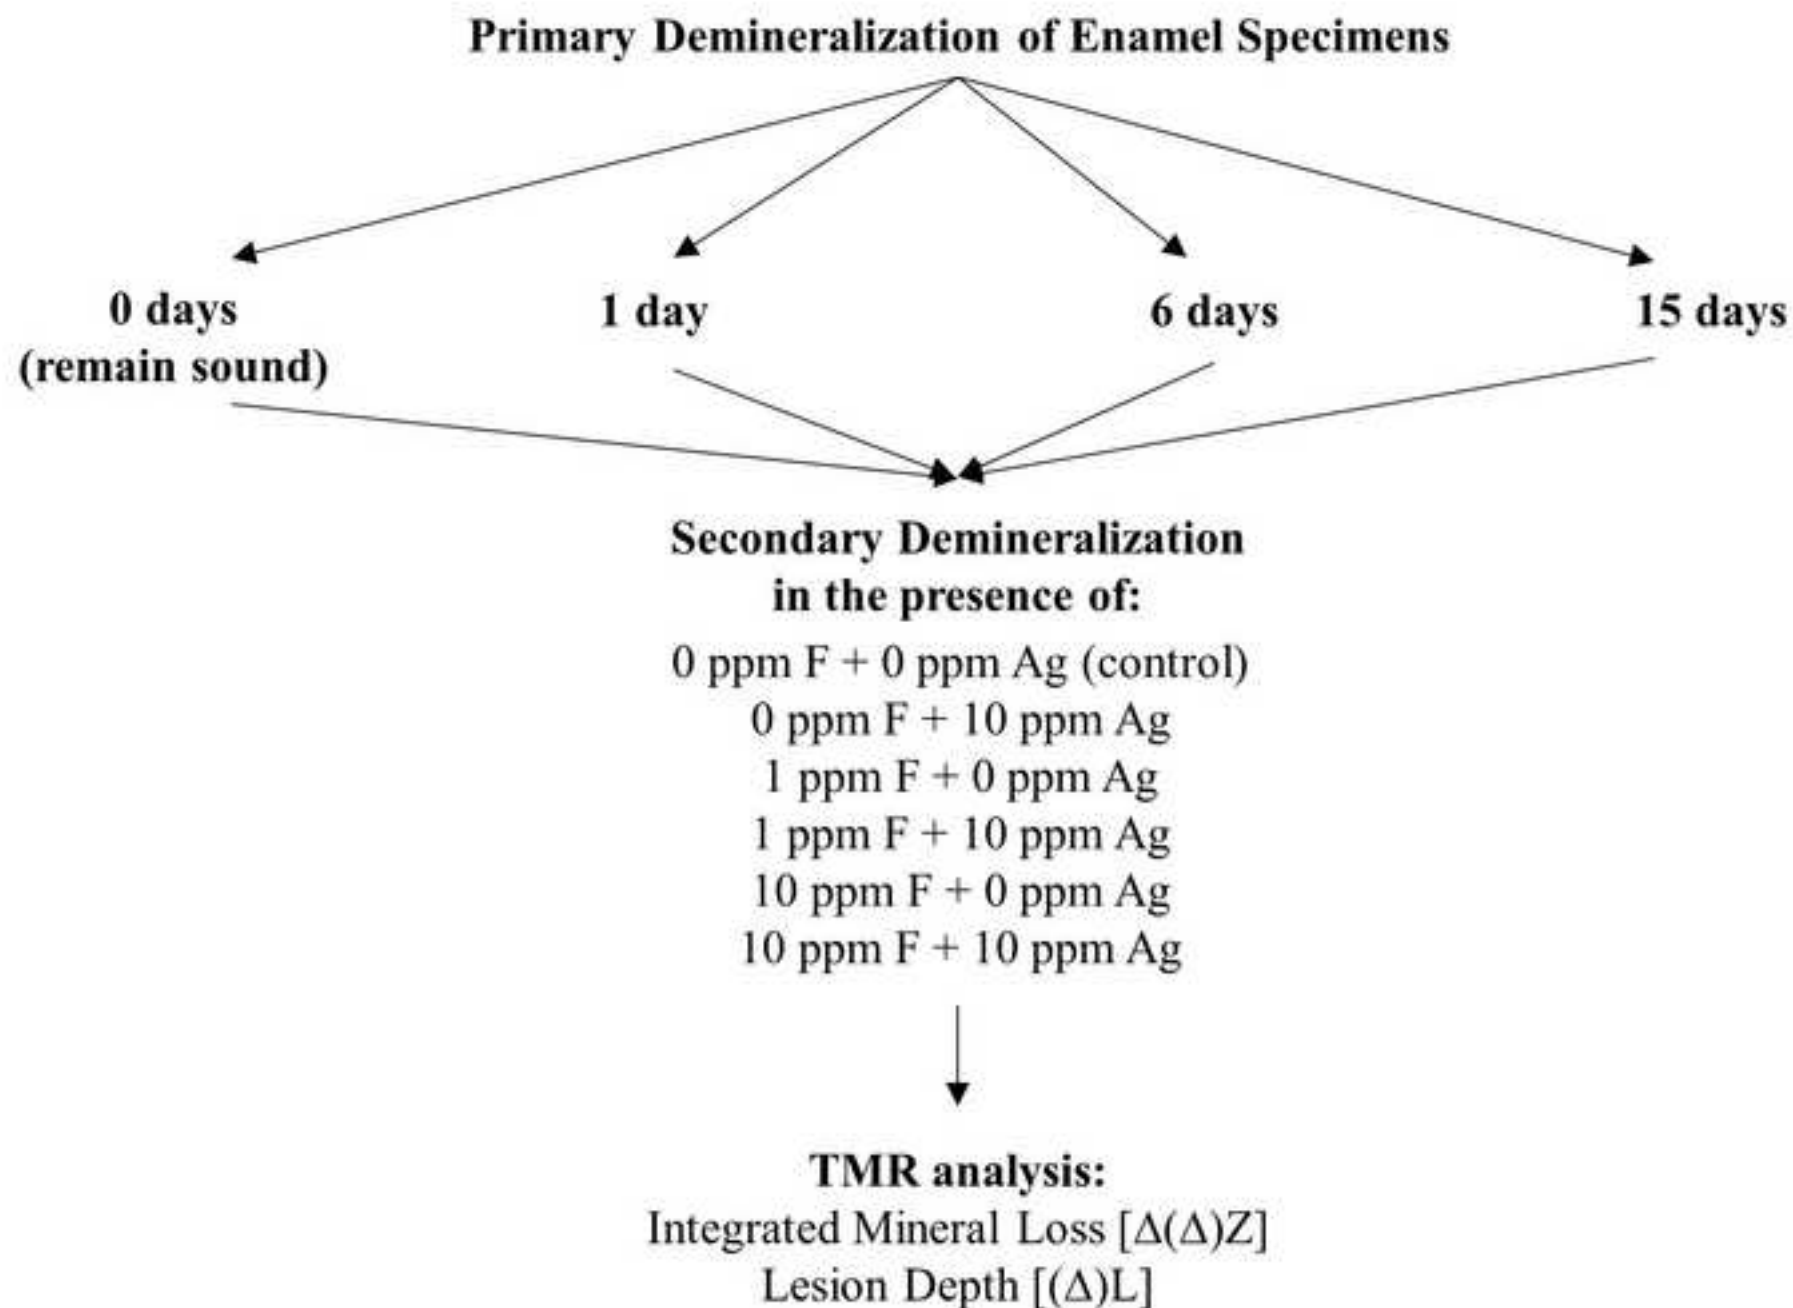 Primary Demineralization of Enamel Specimens
0 days
(remain sound)
1 day
6 days
15 days
Secondary Demineralization
in the presence of:
0 ppm F + 0 ppm Ag (control)
0 ppm F + 10 ppm Ag
1 ppm F + 0 ppm Ag
1 ppm F + 10 ppm Ag
10 ppm F + 0 ppm Ag
10 ppm F + 10 ppm Ag
TMR analysis:
Integrated Mineral Loss [Δ(Δ)Z]
Lesion Depth [(Δ)L]